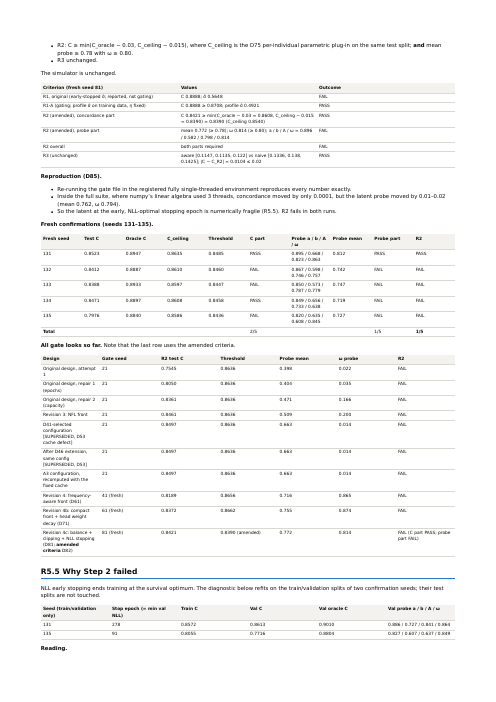 • R2: C ≥ min(C_oracle − 0.03, C_ceiling − 0.015), where C_ceiling is the D75 per-individual parametric plug-in on the same test split; and mean
probe ≥ 0.78 with ω ≥ 0.80.
• R3 unchanged.
The simulator is unchanged.
Criterion (fresh seed 81) Values Outcome
R1, original (early-stopped θ̂; reported, not gating) C 0.8888; σ̂ 0.5646 FAIL
R1-A (gating: profile σ̂ on training data, η fixed) C 0.8888 ≥ 0.8708; profile σ̂ 0.4921 PASS
R2 (amended), concordance part C 0.8421 ≥ min(C_oracle − 0.03 = 0.8608, C_ceiling − 0.015 PASS
= 0.8390) = 0.8390 (C_ceiling 0.8540)
R2 (amended), probe part mean 0.772 (≥ 0.78); ω 0.814 (≥ 0.80); a / b / A / ω = 0.896 FAIL
/ 0.582 / 0.798 / 0.814
R2 overall both parts required FAIL
R3 (unchanged) aware [0.1147, 0.1135, 0.122] vs naive [0.1336, 0.138, PASS
0.1425]; |C − C_R2| = 0.0104 ≤ 0.02
Reproduction (D85).
• Re-running the gate file in the registered fully single-threaded environment reproduces every number exactly.
• Inside the full suite, where numpy's linear algebra used 3 threads, concordance moved by only 0.0001, but the latent probe moved by 0.01–0.02
(mean 0.762, ω 0.794).
• So the latent at the early, NLL-optimal stopping epoch is numerically fragile (R5.5). R2 fails in both runs.
Fresh confirmations (seeds 131–135).
Fresh seed Test C Oracle C C_ceiling Threshold C part Probe a / b / A Probe mean Probe part R2
/ ω
131 0.8523 0.8947 0.8635 0.8485 PASS 0.895 / 0.668 / 0.812 PASS PASS
0.823 / 0.863
132 0.8412 0.8887 0.8610 0.8460 FAIL 0.867 / 0.598 / 0.742 FAIL FAIL
0.746 / 0.757
133 0.8388 0.8933 0.8597 0.8447 FAIL 0.850 / 0.573 / 0.747 FAIL FAIL
0.787 / 0.779
134 0.8471 0.8897 0.8608 0.8458 PASS 0.849 / 0.656 / 0.719 FAIL FAIL
0.733 / 0.638
135 0.7976 0.8840 0.8586 0.8436 FAIL 0.820 / 0.635 / 0.727 FAIL FAIL
0.608 / 0.845
Total 2/5 1/5 1/5
All gate looks so far. Note that the last row uses the amended criteria.
Design Gate seed R2 test C Threshold Probe mean ω probe R2
Original design, attempt 21 0.7545 0.8636 0.398 0.022 FAIL
1
Original design, repair 1 21 0.8050 0.8636 0.403 0.035 FAIL
(epochs)
Original design, repair 2 21 0.8361 0.8636 0.471 0.166 FAIL
(capacity)
Revision 3: NFL front 21 0.8461 0.8636 0.509 0.200 FAIL
D41-selected 21 0.8497 0.8636 0.663 0.014 FAIL
configuration
[SUPERSEDED, D53
cache defect]
After D46 extension, 21 0.8497 0.8636 0.663 0.014 FAIL
same config
[SUPERSEDED, D53]
A3 configuration, 21 0.8497 0.8636 0.663 0.014 FAIL
recomputed with the
fixed cache
Revision 4: frequency- 41 (fresh) 0.8189 0.8656 0.716 0.865 FAIL
aware front (D61)
Revision 4b: compact 61 (fresh) 0.8372 0.8662 0.755 0.874 FAIL
front + head weight
decay (D71)
Revision 4c: balance + 81 (fresh) 0.8421 0.8390 (amended) 0.772 0.814 FAIL (C part PASS; probe
clipping + NLL stopping part FAIL)
(D81; amended
criteria D82)
R5.5 Why Step 2 failed
NLL early stopping ends training at the survival optimum. The diagnostic below refits on the train/validation splits of two confirmation seeds; their test
splits are not touched.
Seed (train/validation Stop epoch (= min val Train C Val C Val oracle C Val probe a / b / A / ω
only) NLL)
131 278 0.8572 0.8613 0.9010 0.886 / 0.727 / 0.841 / 0.864
135 91 0.8055 0.7716 0.8804 0.827 / 0.607 / 0.637 / 0.849
Reading.